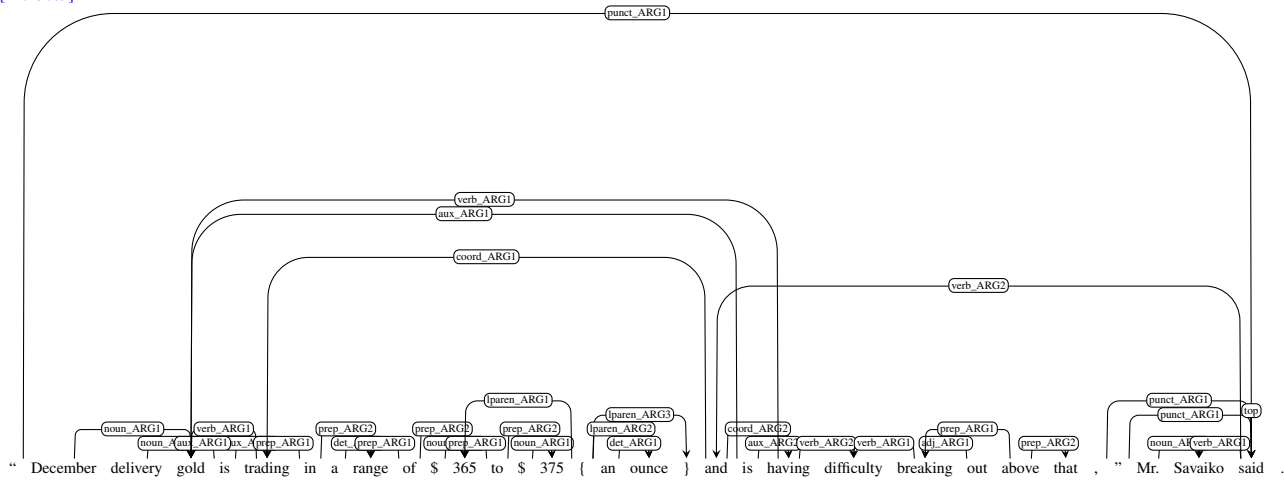 punct_ARG1
verb_ARG1
aux_ARG1
coord_ARG1
verb_ARG2
lparen_ARG1 punct_ARG1
lparen_ARG3 punct_ARG1 top
noun_ARG1 verb_ARG1 prep_ARG2 prep_ARG2 prep_ARG2 lparen_ARG2 coord_ARG2 prep_ARG1
aux_ARG1 prep_ARG1 prep_ARG1 prep_ARG1 noun_ARG1 det_ARG1 aux_ARG2 verb_ARG2 verb_ARG1 adj_ARG1 prep_ARG2 verb_ARG1
“ December delivery gold is trading in a range of $ 365 to $ 375 { an ounce } and is having difficulty breaking out above that , ” Mr. Savaiko said .